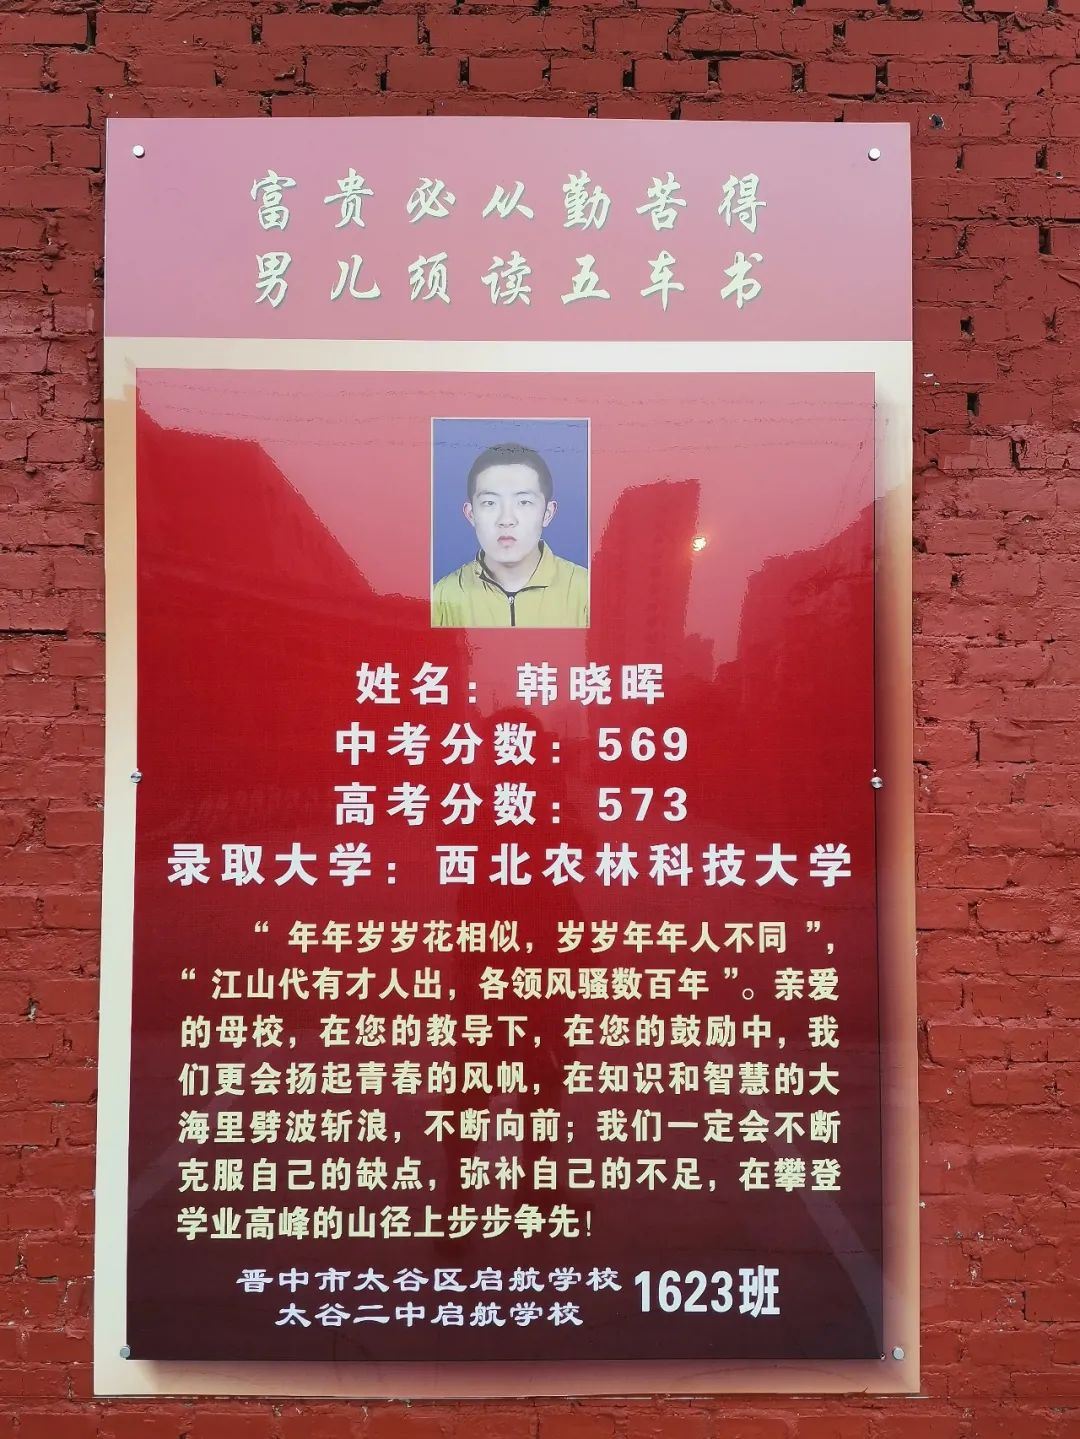 富贵必从勤苦得
男儿须读五车书
姓名：韩晓晖
中考分数：569
高考分数：573
录取大学：西北农林科技大学
“年年岁岁花相似，岁岁年年人不同”，
“江山代有才人出，各领风骚数百年”。亲爱
的母校，在您的教导下，在您的鼓励中，我
们更会扬起青春的风帆，在知识和智慧的大
海里劈波斩浪，不断向前；我们一定会不断
克服自己的缺点，弥补自己的不足，在攀登
学业高峰的山径上步步争先！
晋中市太谷区启航学校
太谷二中启航学校
1623班